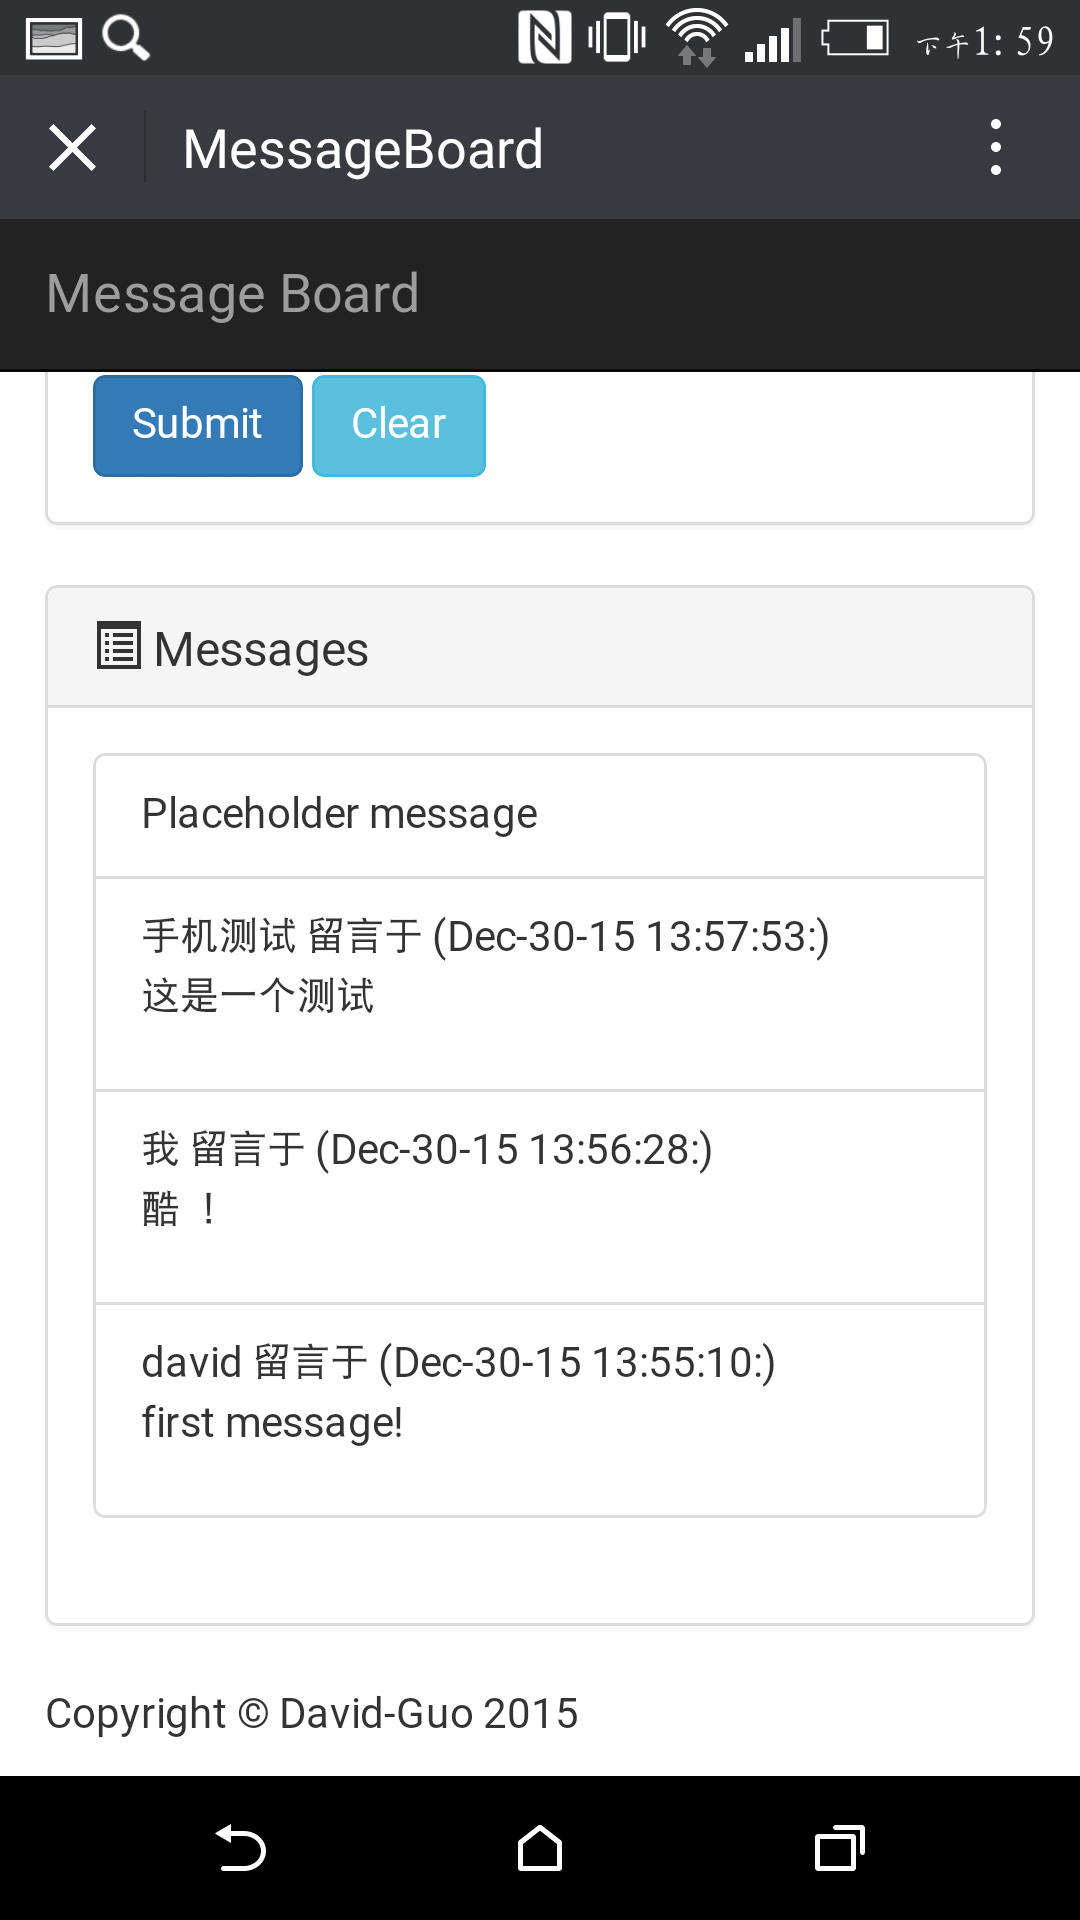 下午1:59
MessageBoard
Message Board
Submit Clear
Messages
Placeholder message
手机测试 留言于 (Dec-30-15 13:57:53:)
这是一个测试
我 留言于 (Dec-30-15 13:56:28:)
酷 ！
david 留言于 (Dec-30-15 13:55:10:)
first message!
Copyright © David-Guo 2015